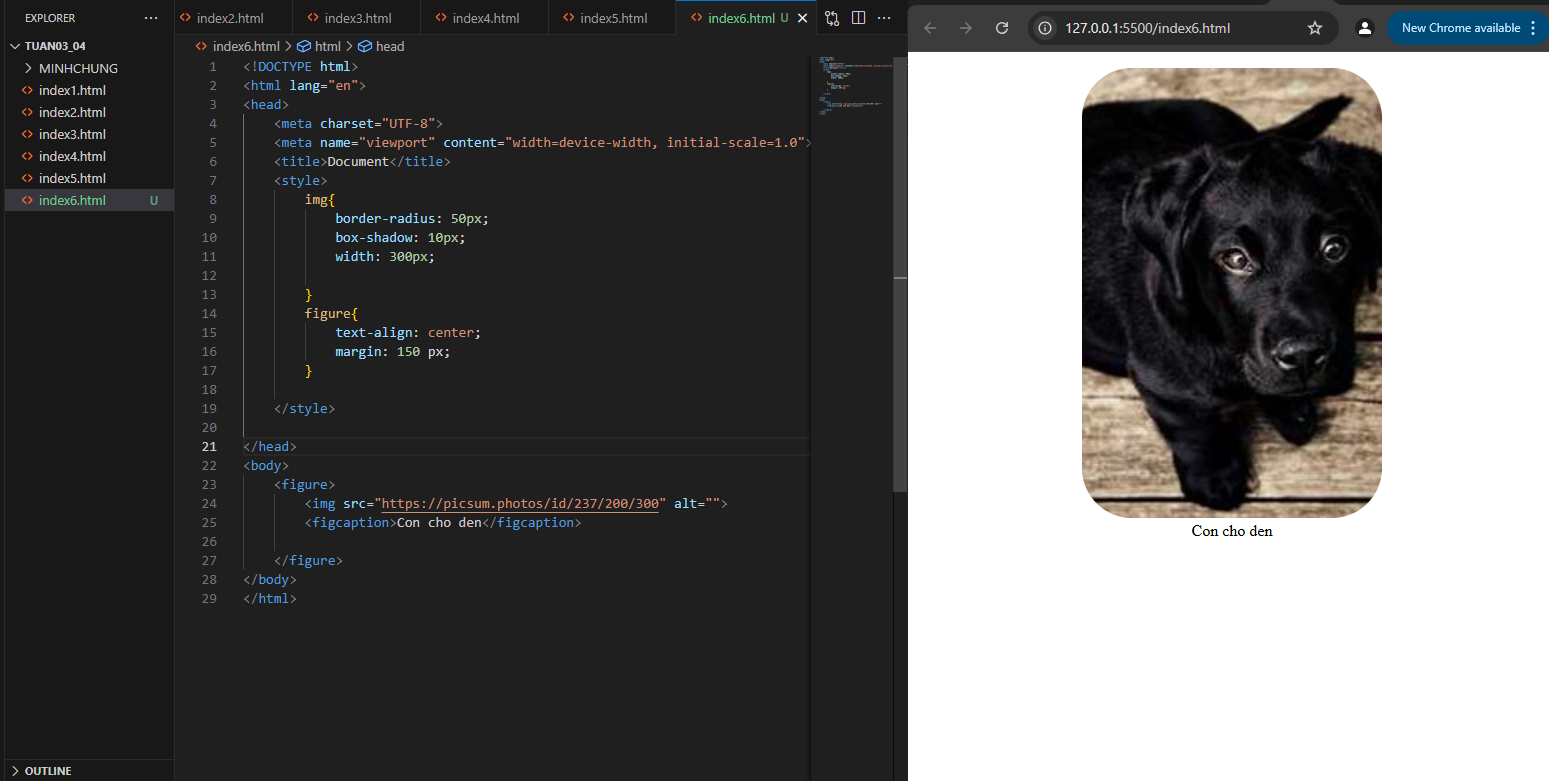 EXPLORER
TUAN03_04
MINHCHUNG
index1.html
index2.html
index3.html
index4.html
index5.html
index6.html U
OUTLINE
index2.html index3.html index4.html index5.html index6.html U
index6.html > html > head
1 <!DOCTYPE html>
2 <html lang="en">
3 <head>
4 <meta charset="UTF-8">
5 <meta name="viewport" content="width=device-width, initial-scale=1.0">
6 <title>Document</title>
7 <style>
8 img{
9 border-radius: 50px;
10 box-shadow: 10px;
11 width: 300px;
12
13 }
14 figure{
15 text-align: center;
16 margin: 150 px;
17 }
18
19 </style>
20
21 </head>
22 <body>
23 <figure>
24 <img src="https://picsum.photos/id/237/200/300" alt="">
25 <figcaption>Con cho den</figcaption>
26
27 </figure>
28 </body>
29 </html>
127.0.0.1:5500/index6.html
New Chrome available
Con cho den